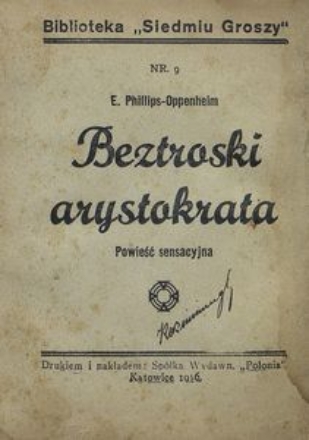 Biblioteka „Siedmiu Groszy"
NR. 9
E. Phillips-Oppenheim
Beztroski
arystokrata
Powieść sensacyjna
Drukiem i nakładem: Spółka Wydawn. „Polonia".
Katowice 1936.